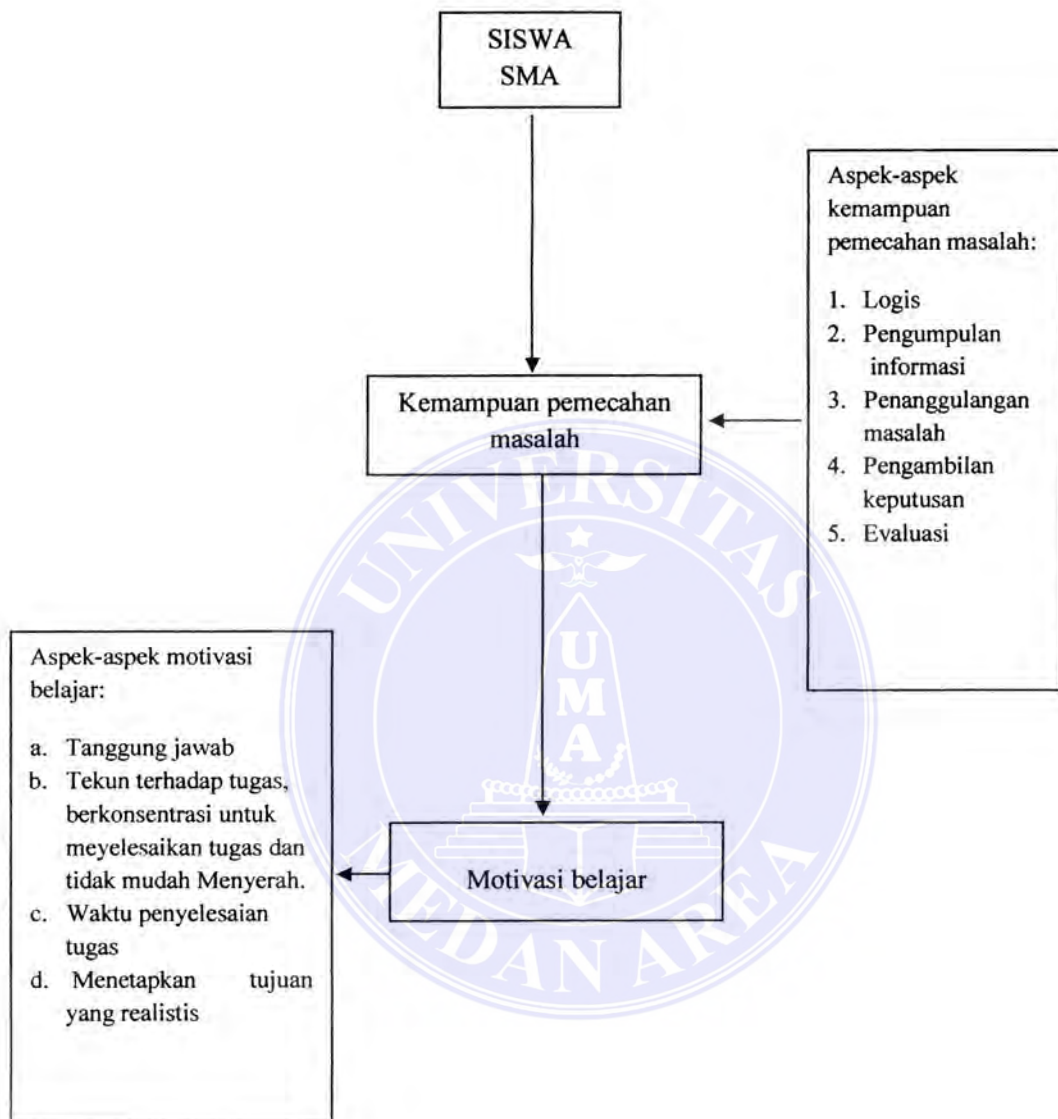 SISWA
SMA
Aspek-aspek
kemampuan
pemecahan masalah:
1. Logis
2. Pengumpulan
informasi
3. Penanggulangan
masalah
4. Pengambilan
keputusan
5. Evaluasi
Kemampuan pemecahan
masalah
UNIVERSITAS
UMA
MEDAN AREA
Aspek-aspek motivasi
belajar:
a. Tanggung jawab
b. Tekun terhadap tugas,
berkonsentrasi untuk
meyelesaikan tugas dan
tidak mudah Menyerah.
c. Waktu penyelesaian
tugas
d. Menetapkan tujuan
yang realistis
Motivasi belajar